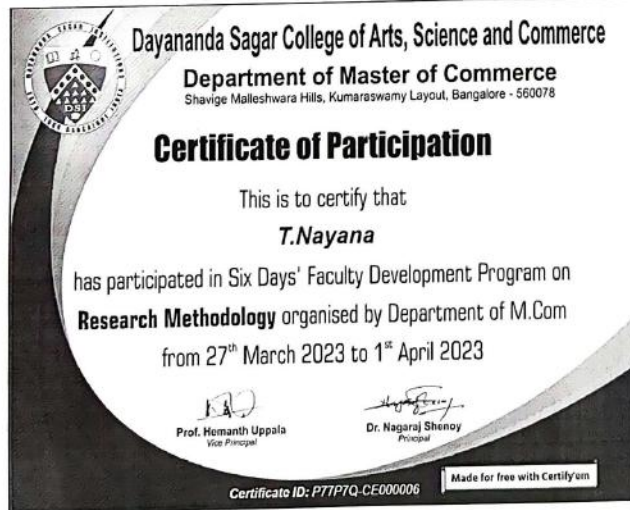 Dayananda Sagar College of Arts, Science and Commerce
Department of Master of Commerce
Shavige Malleshwara Hills, Kumaraswamy Layout, Bangalore - 560078
Certificate of Participation
This is to certify that
T.Nayana
has participated in Six Days' Faculty Development Program on
Research Methodology organised by Department of M.Com
from 27th March 2023 to 1st April 2023
Prof. Hemanth Uppala
Vice Principal
Dr. Nagaraj Shenoy
Principal
Certificate ID: P77P7Q-CE000006
Made for free with Certify'em
DSI